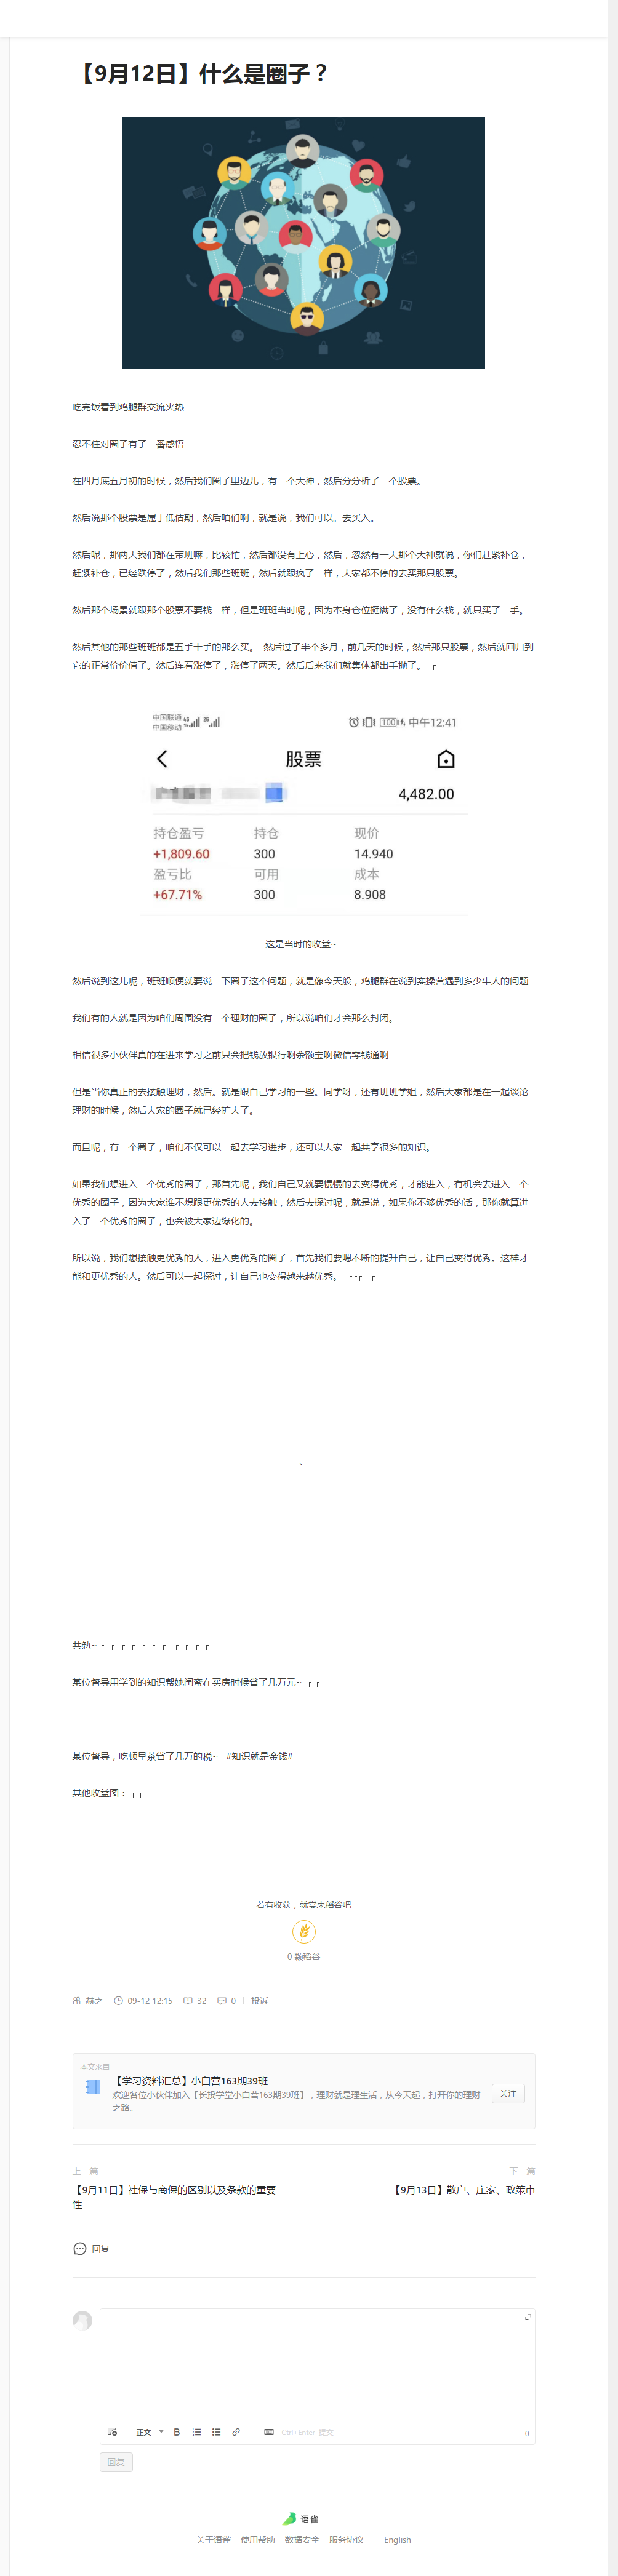 【9月12日】什么是圈子？
吃完饭看到鸡腿群交流火热
忍不住对圈子有了一番感悟
在四月底五月初的时候，然后我们圈子里边儿，有一个大神，然后分分析了一个股票。
然后说那个股票是属于低估期，然后咱们啊，就是说，我们可以。去买入。
然后呢，那两天我们都在带班嘛，比较忙，然后都没有上心，然后，忽然有一天那个大神就说，你们赶紧补仓，
赶紧补仓，已经跌停了，然后我们那些班班，然后就跟疯了一样，大家都不停的去买那只股票。
然后那个场景就跟那个股票不要钱一样，但是班班当时呢，因为本身仓位挺满了，没有什么钱，就只买了一手。
然后其他的那些班班都是五手十手的那么买。 然后过了半个多月，前几天的时候，然后那只股票，然后就回归到
它的正常价价值了。然后连着涨停了，涨停了两天。然后后来我们就集体都出手抛了。 ┌
中国联通 4G 2G
中国移动
100 中午12:41
股票
4,482.00
持仓盈亏 持仓 现价
+1,809.60 300 14.940
盈亏比 可用 成本
+67.71% 300 8.908
这是当时的收益~
然后说到这儿呢，班班顺便就要说一下圈子这个问题，就是像今天般，鸡腿群在说到实操营遇到多少牛人的问题
我们有的人就是因为咱们周围没有一个理财的圈子，所以说咱们才会那么封闭。
相信很多小伙伴真的在进来学习之前只会把钱放银行啊余额宝啊微信零钱通啊
但是当你真正的去接触理财，然后。就是跟自己学习的一些。同学呀，还有班班学姐，然后大家都是在一起谈论
理财的时候，然后大家的圈子就已经扩大了。
而且呢，有一个圈子，咱们不仅可以一起去学习进步，还可以大家一起共享很多的知识。
如果我们想进入一个优秀的圈子，那首先呢，我们自己又就要慢慢的去变得优秀，才能进入，有机会去进入一个
优秀的圈子，因为大家谁不想跟更优秀的人去接触，然后去探讨呢，就是说，如果你不够优秀的话，那你就算进
入了一个优秀的圈子，也会被大家边缘化的。
所以说，我们想接触更优秀的人，进入更优秀的圈子，首先我们要嗯不断的提升自己，让自己变得优秀。这样才
能和更优秀的人。然后可以一起探讨，让自己也变得越来越优秀。 ┌ ┌ ┌ ┌
、
共勉~ ┌ ┌ ┌ ┌ ┌ ┌ ┌ ┌ ┌ ┌ ┌
某位督导用学到的知识帮她闺蜜在买房时候省了几万元~ ┌ ┌
某位督导，吃顿早茶省了几万的税~ #知识就是金钱#
其他收益图： ┌ ┌
若有收获，就赏束稻谷吧
0 颗稻谷
赫之 09-12 12:15 32 0 投诉
本文来自
【学习资料汇总】小白营163期39班
欢迎各位小伙伴加入【长投学堂小白营163期39班】，理财就是理生活，从今天起，打开你的理财
之路。
关注
上一篇 下一篇
【9月11日】社保与商保的区别以及条款的重要
性
【9月13日】散户、庄家、政策市
回复
正文 B Ctrl+Enter 提交 0
回复
语雀
关于语雀 使用帮助 数据安全 服务协议 English